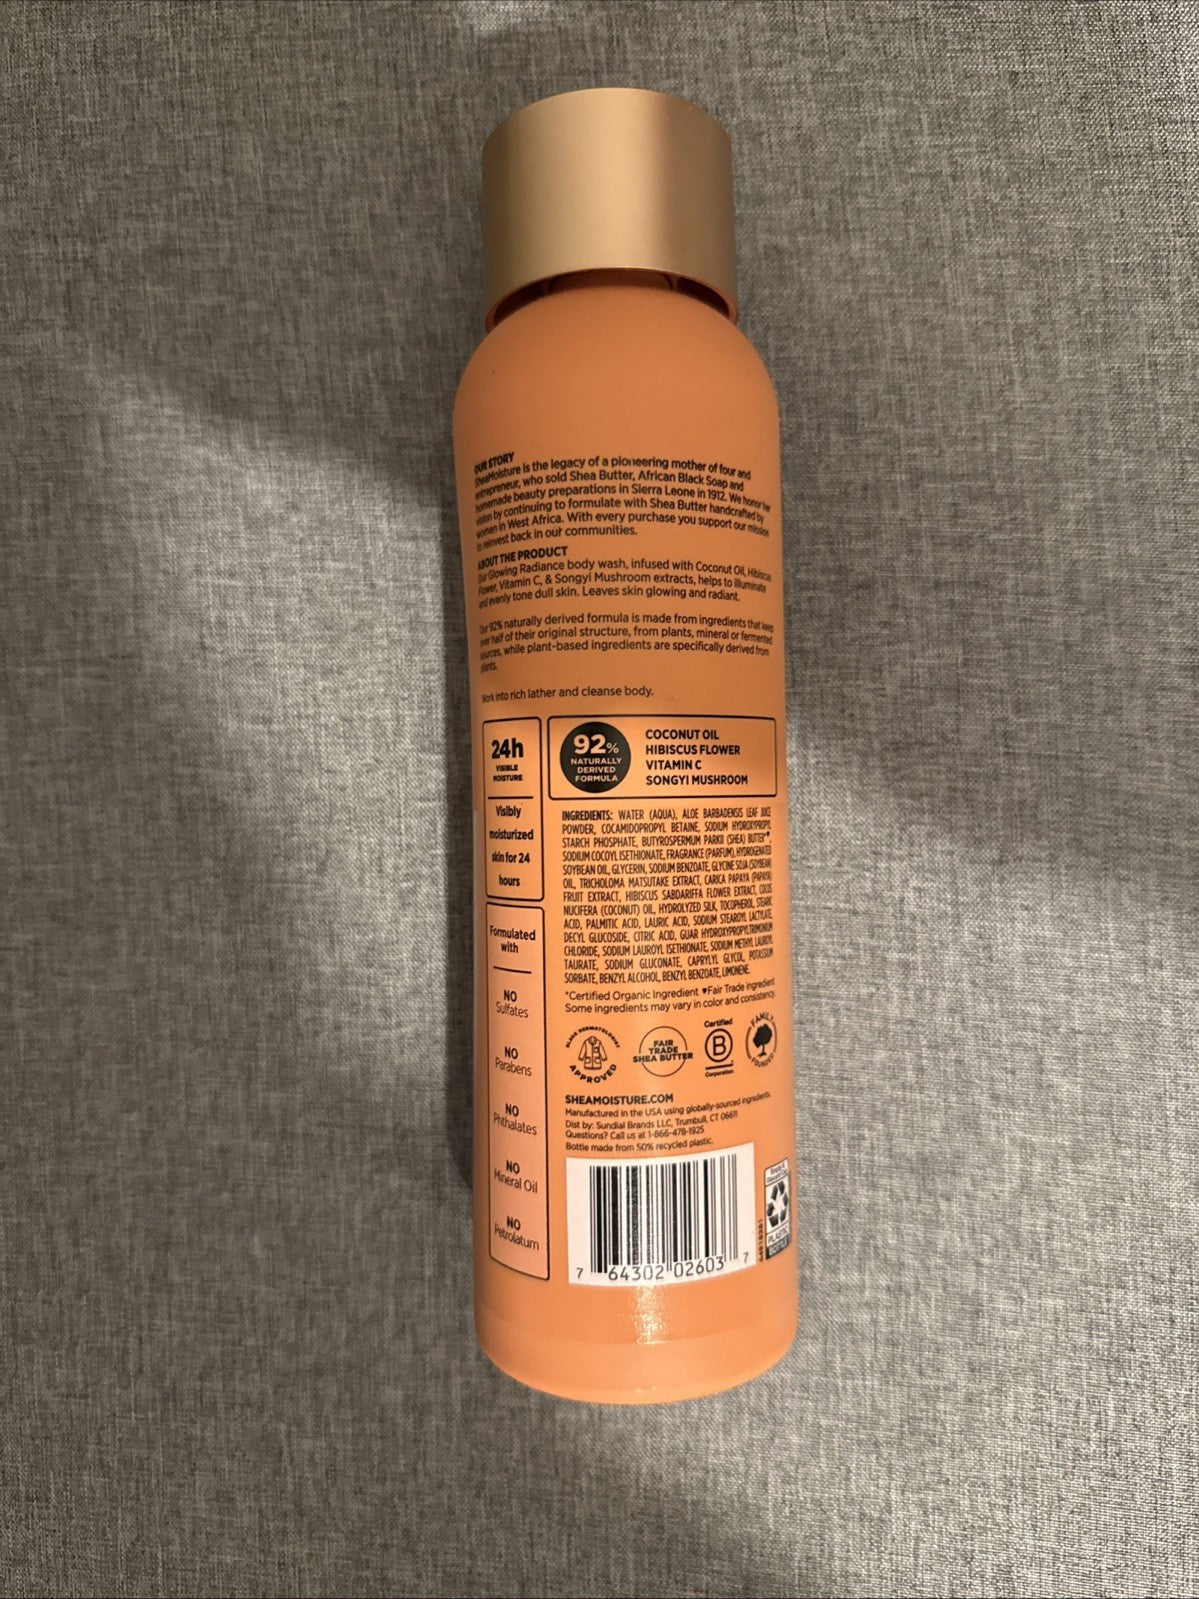 OUR STORY
SheaMoisture is the legacy of a pioneering mother of four and
entrepreneur, who sold Shea Butter, African Black Soap and
homemade beauty preparations in Sierra Leone in 1912. We honor her
vision by continuing to formulate with Shea Butter handcrafted by
women in West Africa. With every purchase you support our mission
to reinvest back in our communities.
ABOUT THE PRODUCT
Our Glowing Radiance body wash, infused with Coconut Oil, Hibiscus
Flower, Vitamin C, & Songyi Mushroom extracts, helps to illuminate
and evenly tone dull skin. Leaves skin glowing and radiant.
Our 92% naturally derived formula is made from ingredients that keep
over half of their original structure, from plants, mineral or fermented
sources, while plant-based ingredients are specifically derived from
plants.
Work into rich lather and cleanse body.
24h
VISIBLE
MOISTURE
Visibly
moisturized
skin for 24
hours
Formulated
with
NO
Sulfates
NO
Parabens
NO
Phthalates
NO
Mineral Oil
NO
Petrolatum
92%
NATURALLY
DERIVED
FORMULA
COCONUT OIL
HIBISCUS FLOWER
VITAMIN C
SONGYI MUSHROOM
INGREDIENTS: WATER (AQUA), ALOE BARBADENSIS LEAF JUICE
POWDER, COCAMIDOPROPYL BETAINE, SODIUM HYDROXYPROPYL
STARCH PHOSPHATE, BUTYROSPERMUM PARKII (SHEA) BUTTER*♥,
SODIUM COCOYL ISETHIONATE, FRAGRANCE (PARFUM), HYDROGENATED
SOYBEAN OIL, GLYCERIN, SODIUM BENZOATE, GLYCINE SOJA (SOYBEAN)
OIL, TRICHOLOMA MATSUTAKE EXTRACT, CARICA PAPAYA (PAPAYA)
FRUIT EXTRACT, HIBISCUS SABDARIFFA FLOWER EXTRACT, COCOS
NUCIFERA (COCONUT) OIL, HYDROLYZED SILK, TOCOPHEROL, STEARIC
ACID, PALMITIC ACID, LAURIC ACID, SODIUM STEAROYL LACTYLATE,
DECYL GLUCOSIDE, CITRIC ACID, GUAR HYDROXYPROPYLTRIMONIUM
CHLORIDE, SODIUM LAUROYL ISETHIONATE, SODIUM METHYL LAUROYL
TAURATE, SODIUM GLUCONATE, CAPRYLYL GLYCOL, POTASSIUM
SORBATE, BENZYL ALCOHOL, BENZYL BENZOATE, LIMONENE.
*Certified Organic Ingredient ♥Fair Trade Ingredient
Some ingredients may vary in color and consistency.
BLACK DERMATOLOGIST
APPROVED
FAIR
TRADE
SHEA BUTTER
Certified
B
Corporation
FAMILY
FOUNDED
SHEAMOISTURE.COM
Manufactured in the USA using globally-sourced ingredients.
Dist by: Sundial Brands LLC, Trumbull, CT 06611
Questions? Call us at 1-866-478-1925
Bottle made from 50% recycled plastic.
7 64302 02603 7
PLASTIC
BOTTLE